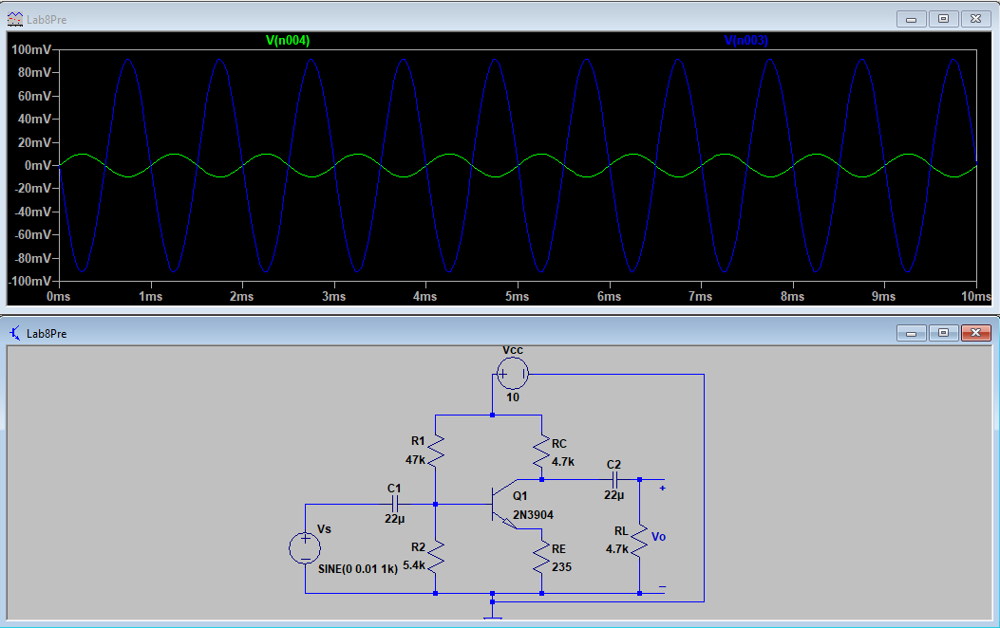 Lab8Pre
V(n004) V(n003)
100mV
80mV
60mV
40mV
20mV
0mV
-20mV
-40mV
-60mV
-80mV
-100mV
0ms 1ms 2ms 3ms 4ms 5ms 6ms 7ms 8ms 9ms 10ms
Lab8Pre
Vcc
+
10
R1
47k
RC
4.7k
C1
22µ
Q1
2N3904
C2
22µ
+
Vs
+
SINE(0 0.01 1k)
R2
5.4k
RE
235
RL
4.7k
Vo
−